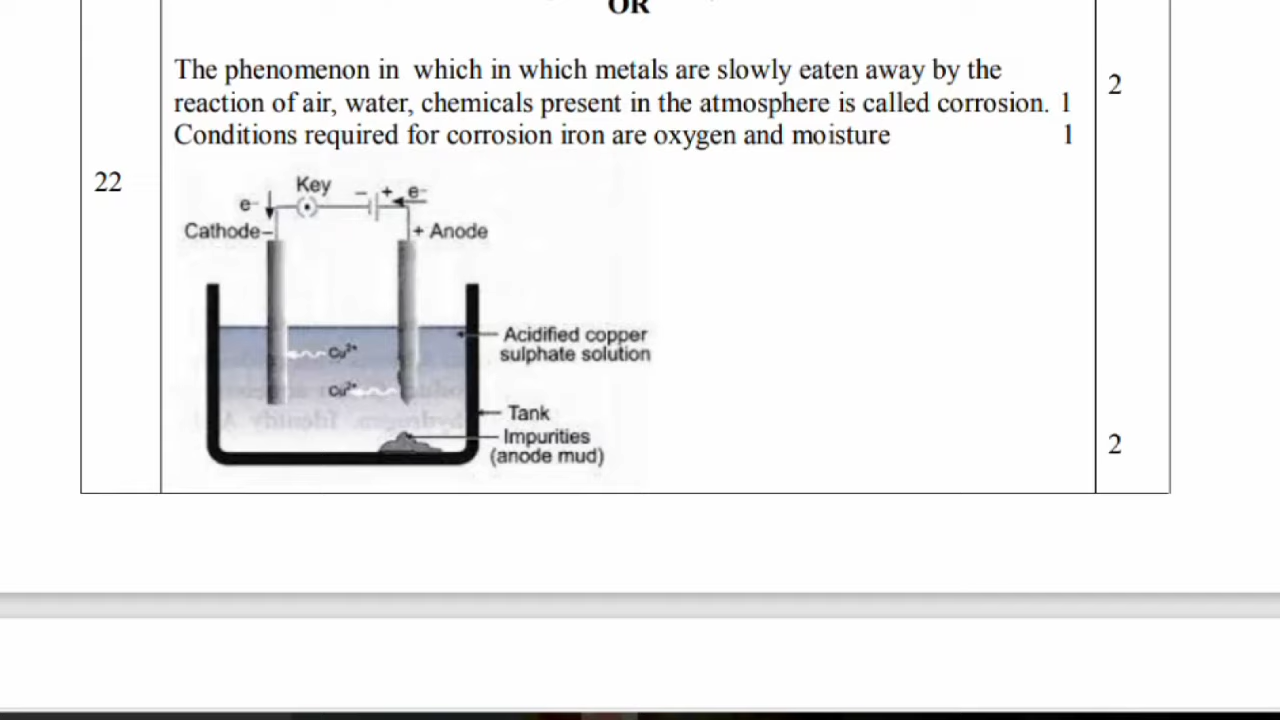 OR
The phenomenon in which in which metals are slowly eaten away by the
reaction of air, water, chemicals present in the atmosphere is called corrosion. 1
2
Conditions required for corrosion iron are oxygen and moisture 1
22
Key
e- − + e-
Cathode− + Anode
Acidified copper
sulphate solution
Cu2+
Cu2+
Tank
Impurities
(anode mud)
2